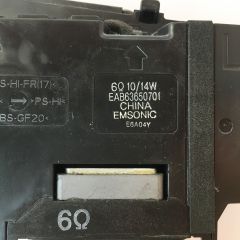 S-HI-FR(17)<
> PS-HI<
BS-GF20<
6Ω 10/14W
EAB63650701
CHINA
EMSONIC
E6A04Y
6Ω